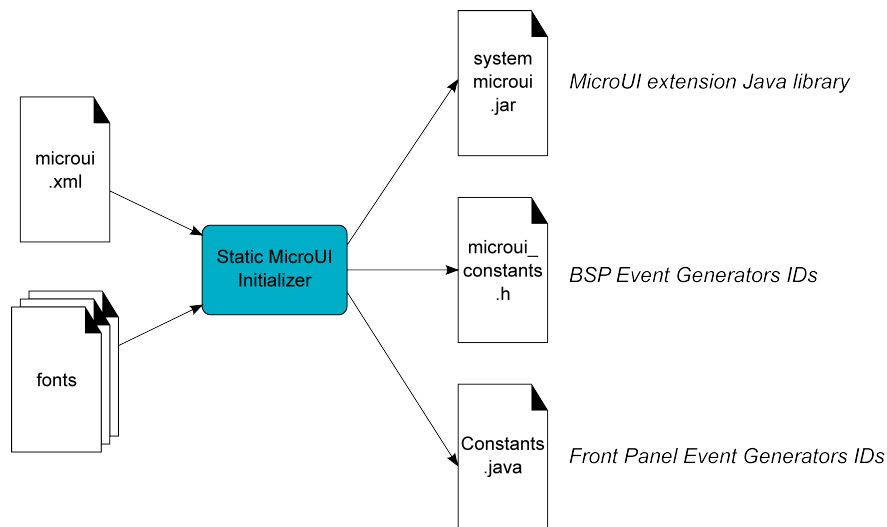 microui
.xml
fonts
Static MicroUI
Initializer
system
microui
.jar
MicroUI extension Java library
microui_
constants
.h
BSP Event Generators IDs
Constants
.java
Front Panel Event Generators IDs